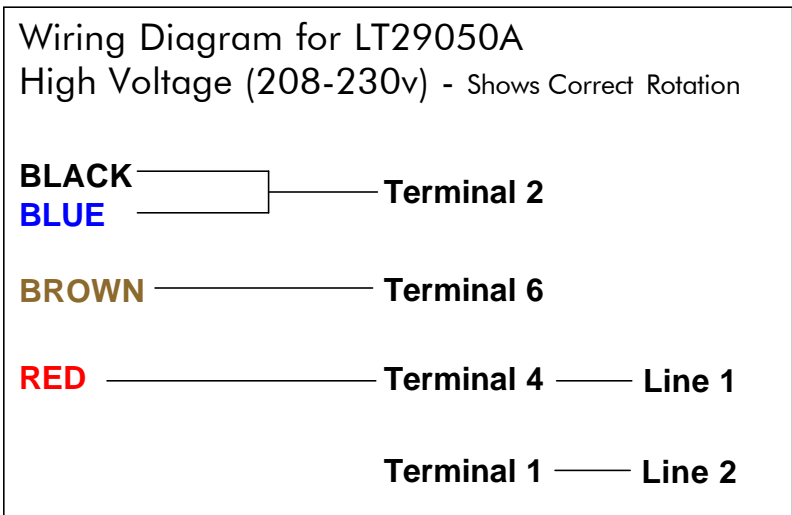 Wiring Diagram for LT29050A
High Voltage (208-230v) - Shows Correct Rotation
BLACK
BLUE
Terminal 2
BROWN Terminal 6
RED Terminal 4 Line 1
Terminal 1 Line 2